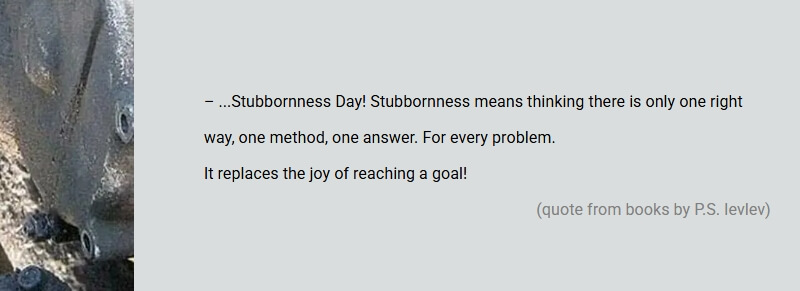 – ...Stubbornness Day! Stubbornness means thinking there is only one right
way, one method, one answer. For every problem.
It replaces the joy of reaching a goal!
(quote from books by P.S. Ievlev)